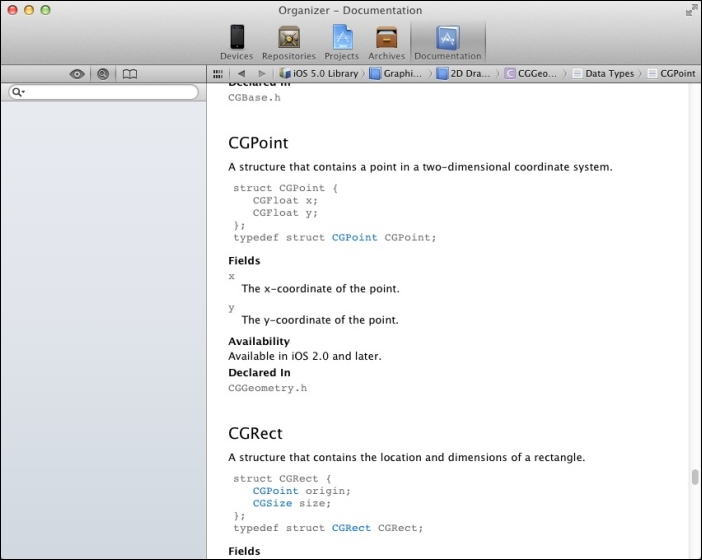 Organizer – Documentation
Devices Repositories Projects Archives Documentation
iOS 5.0 Library Graphi... 2D Dra... C CGGeo... Data Types CGPoint
Declared In
CGBase.h
CGPoint
A structure that contains a point in a two-dimensional coordinate system.
struct CGPoint {
CGFloat x;
CGFloat y;
};
typedef struct CGPoint CGPoint;
Fields
x
The x-coordinate of the point.
y
The y-coordinate of the point.
Availability
Available in iOS 2.0 and later.
Declared In
CGGeometry.h
CGRect
A structure that contains the location and dimensions of a rectangle.
struct CGRect {
CGPoint origin;
CGSize size;
};
typedef struct CGRect CGRect;
Fields